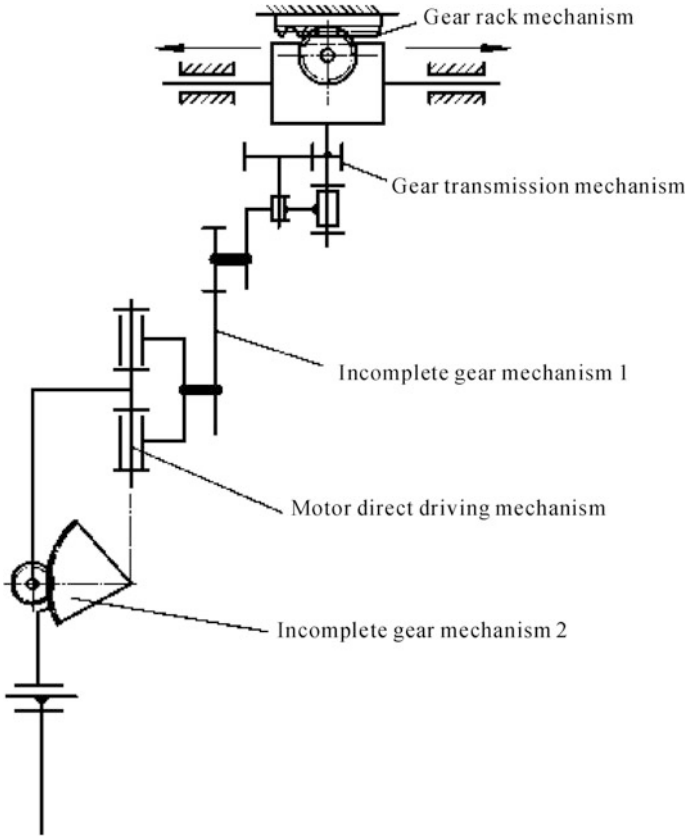 Gear rack mechanism
Gear transmission mechanism
Incomplete gear mechanism 1
Motor direct driving mechanism
Incomplete gear mechanism 2